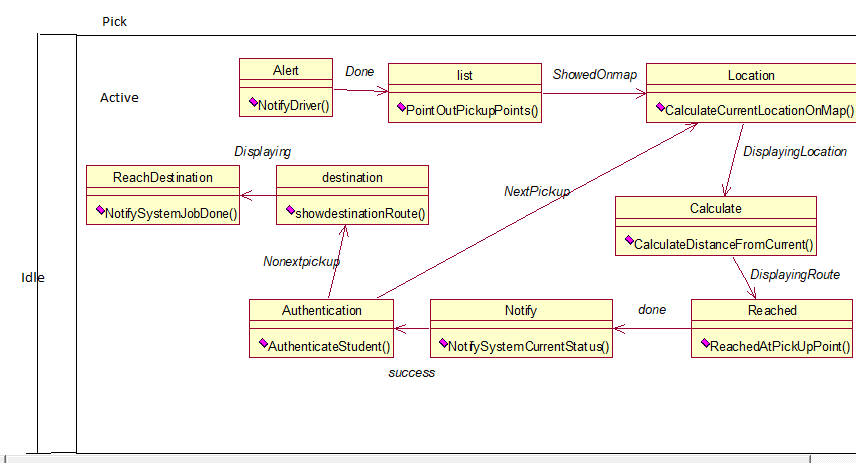 Pick
Idle
Active
Alert
NotifyDriver()
Done
list
PointOutPickupPoints()
ShowedOnmap
Location
CalculateCurrentLocationOnMap()
DisplayingLocation
Displaying
ReachDestination
NotifySystemJobDone()
destination
showdestinationRoute()
NextPickup
Calculate
CalculateDistanceFromCurrent()
Nonextpickup
DisplayingRoute
Authentication
AuthenticateStudent()
Notify
NotifySystemCurrentStatus()
done
Reached
ReachedAtPickUpPoint()
success